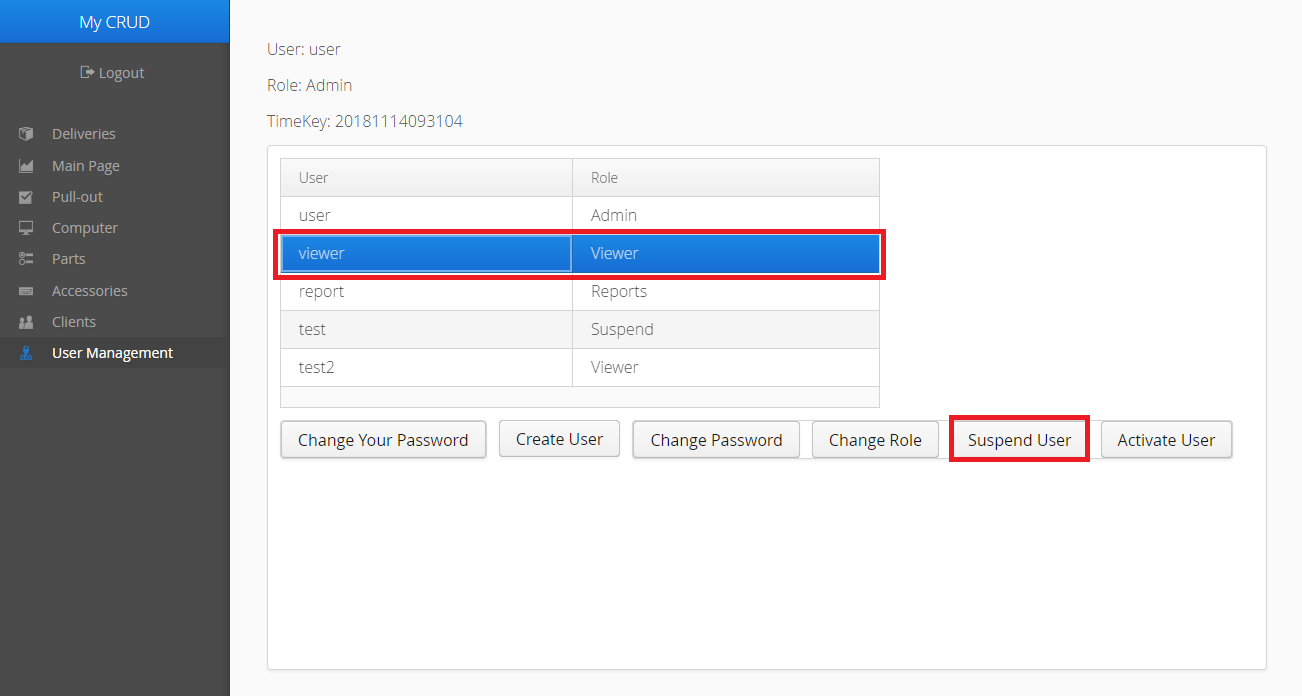 My CRUD
Logout
Deliveries
Main Page
Pull-out
Computer
Parts
Accessories
Clients
User Management
User: user
Role: Admin
TimeKey: 20181114093104
User Role
user Admin
viewer Viewer
report Reports
test Suspend
test2 Viewer
Change Your Password Create User Change Password Change Role Suspend User Activate User